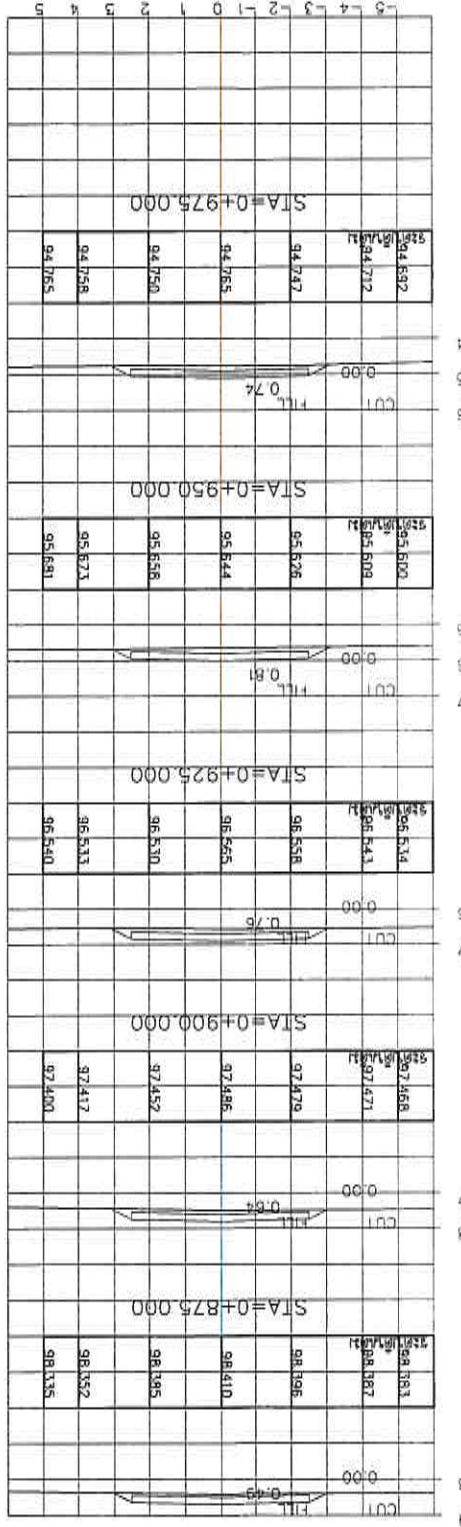 CUT FILL
0.49
0.00
98.383 98.387 98.396 98.410 98.385 98.352 98.335
STA=0+875.000
CUT FILL
0.64
0.00
97.468 97.471 97.479 97.486 97.452 97.417 97.400
STA=0+900.000
CUT FILL
0.76
0.00
96.534 96.543 96.558 96.565 96.530 96.533 96.540
STA=0+925.000
CUT FILL
0.81
0.00
95.600 95.609 95.626 95.644 95.658 95.673 95.681
STA=0+950.000
CUT FILL
0.74
0.00
94.692 94.712 94.747 94.765 94.750 94.758 94.765
STA=0+975.000
-5 -4 -3 -2 -1 0 1 2 3 4 5